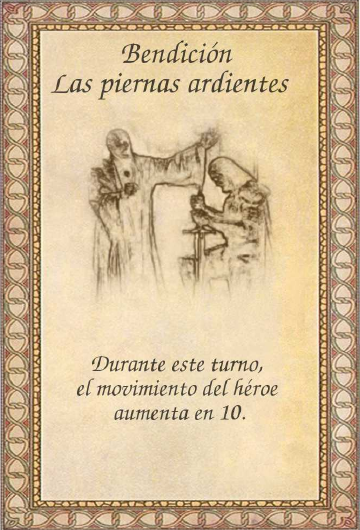 Bendición
Las piernas ardientes
Durante este turno,
el movimiento del héroe
aumenta en 10.